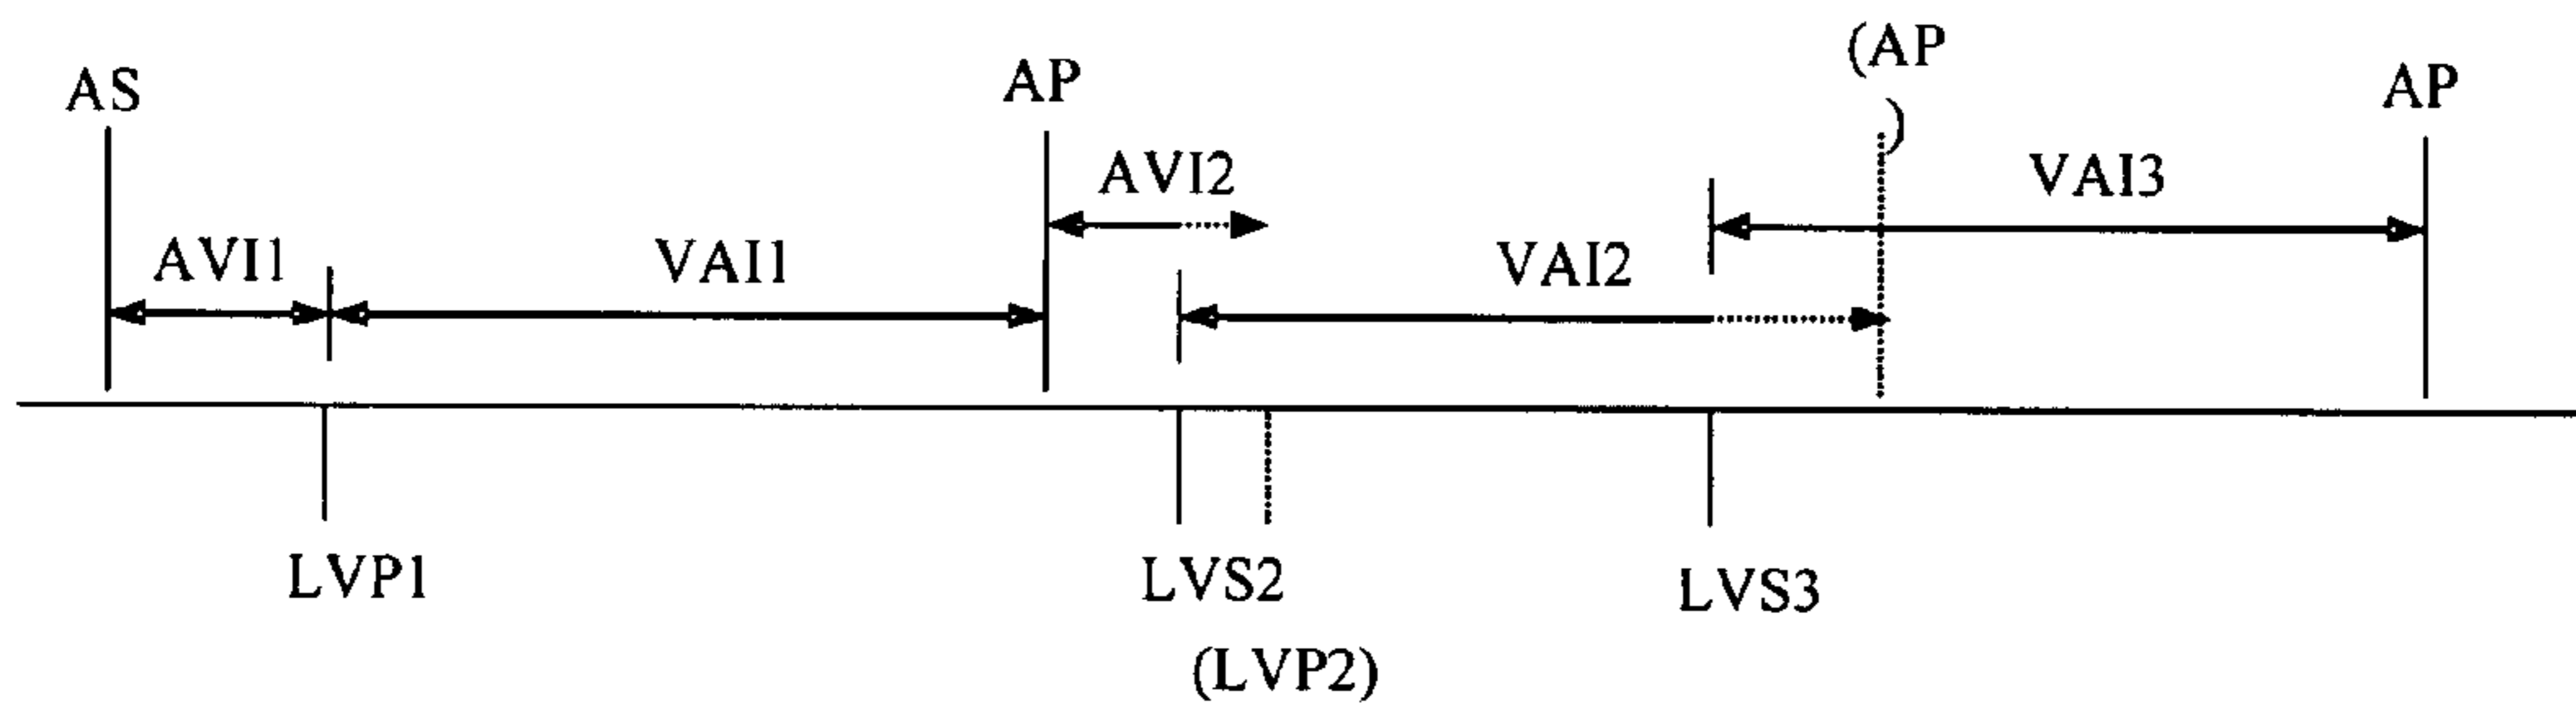 AS
AP
(AP
)
AP
AVI1
VAI1
AVI2
VAI2
VAI3
LVP1
LVS2
(LVP2)
LVS3